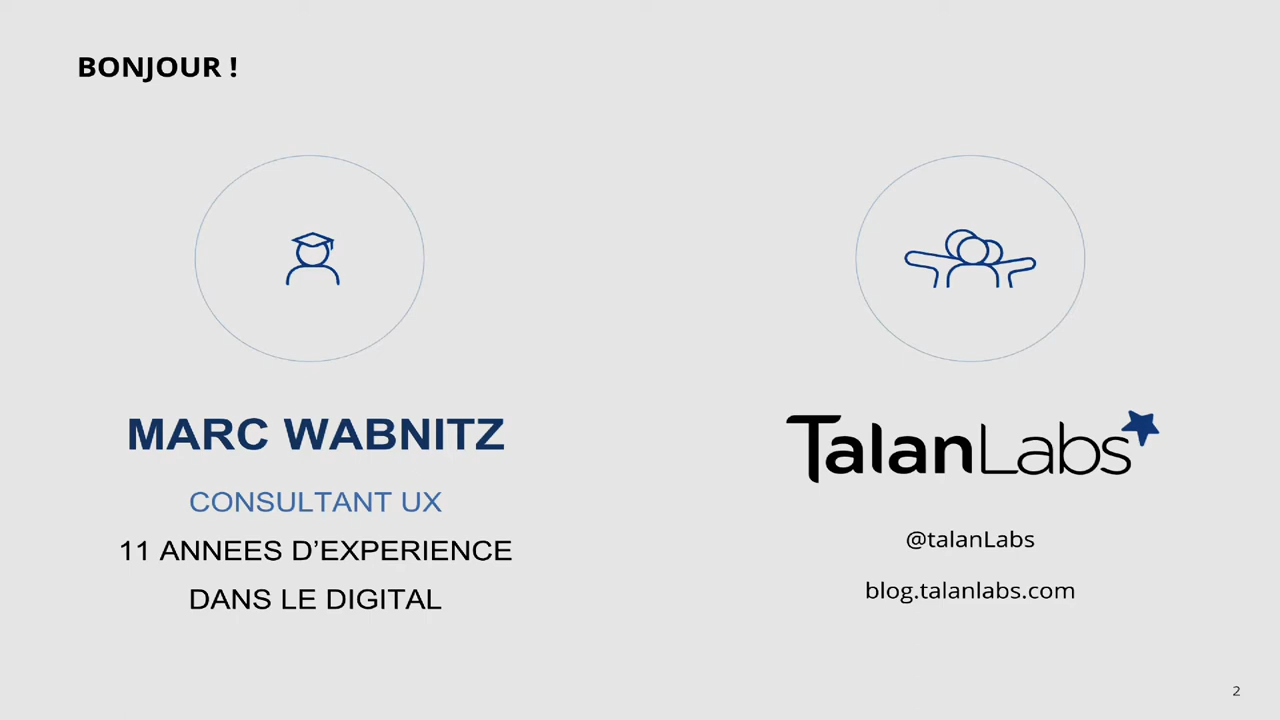 BONJOUR !
MARC WABNITZ
CONSULTANT UX
11 ANNEES D’EXPERIENCE
DANS LE DIGITAL
TalanLabs
@talanLabs
blog.talanlabs.com
2